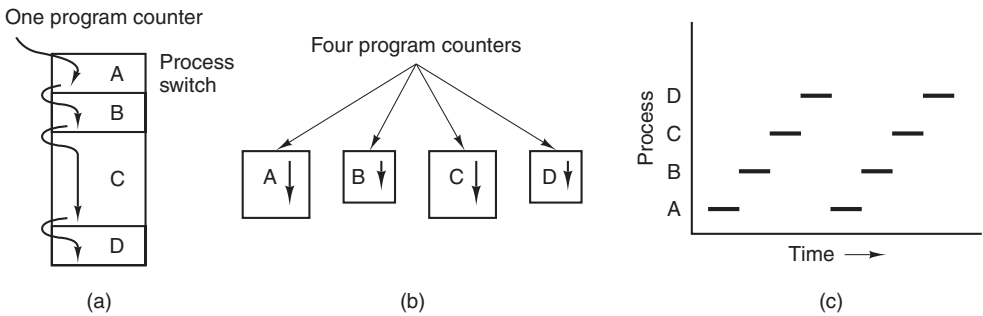 One program counter
Process
switch
A
B
C
D
(a)
Four program counters
A
B
C
D
(b)
Process
D
C
B
A
Time
(c)